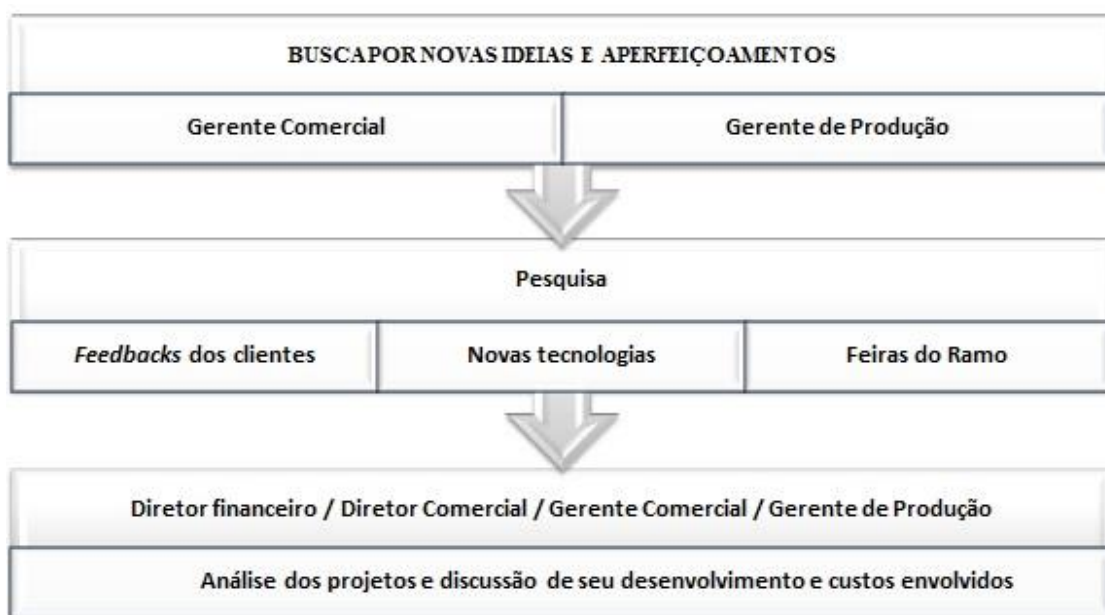 BUSCAPOR NOVAS IDEIAS E APERFEIÇOAMENTOS
Gerente Comercial
Gerente de Produção
Pesquisa
Feedbacks dos clientes
Novas tecnologias
Feiras do Ramo
Diretor financeiro / Diretor Comercial / Gerente Comercial / Gerente de Produção
Análise dos projetos e discussão de seu desenvolvimento e custos envolvidos